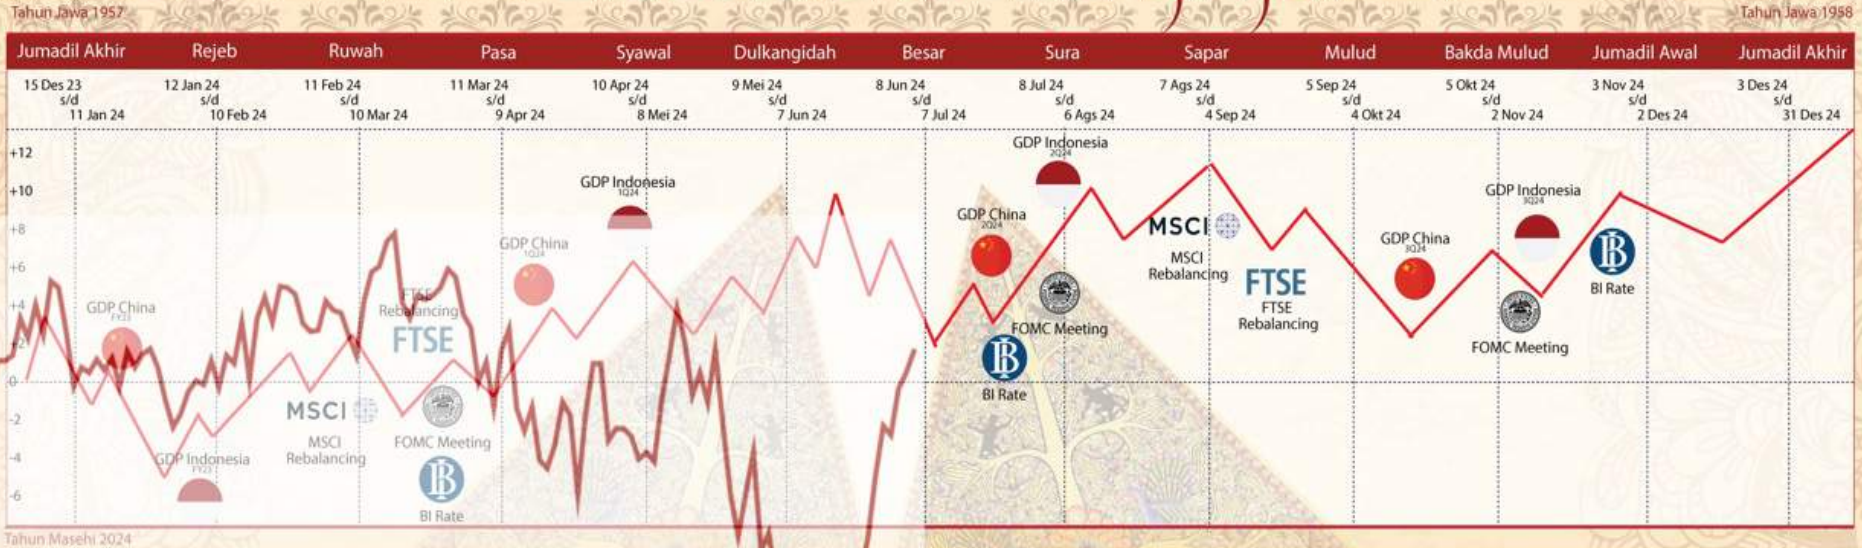 Tahun Jawa 1957
Tahun Jawa 1958
Jumadil Akhir
Rejeb
Ruwah
Pasa
Syawal
Dulkangidah
Besar
Sura
Sapar
Mulud
Bakda Mulud
Jumadil Awal
Jumadil Akhir
15 Des 23
s/d
11 Jan 24
12 Jan 24
s/d
10 Feb 24
11 Feb 24
s/d
10 Mar 24
11 Mar 24
s/d
9 Apr 24
10 Apr 24
s/d
8 Mei 24
9 Mei 24
s/d
7 Jun 24
8 Jun 24
s/d
7 Jul 24
8 Jul 24
s/d
6 Ags 24
7 Ags 24
s/d
4 Sep 24
5 Sep 24
s/d
4 Okt 24
5 Okt 24
s/d
2 Nov 24
3 Nov 24
s/d
2 Des 24
3 Des 24
s/d
31 Des 24
+12
+10
+8
+6
+4
+2
0
-2
-4
-6
GDP China
FY23
GDP Indonesia
FY23
MSCI
MSCI
Rebalancing
FTSE
Rebalancing
FTSE
FOMC Meeting
BI Rate
GDP China
1Q24
GDP Indonesia
1Q24
GDP China
2Q24
BI Rate
GDP Indonesia
2Q24
FOMC Meeting
MSCI
MSCI
Rebalancing
FTSE
FTSE
Rebalancing
GDP China
3Q24
GDP Indonesia
3Q24
FOMC Meeting
BI Rate
Tahun Masehi 2024